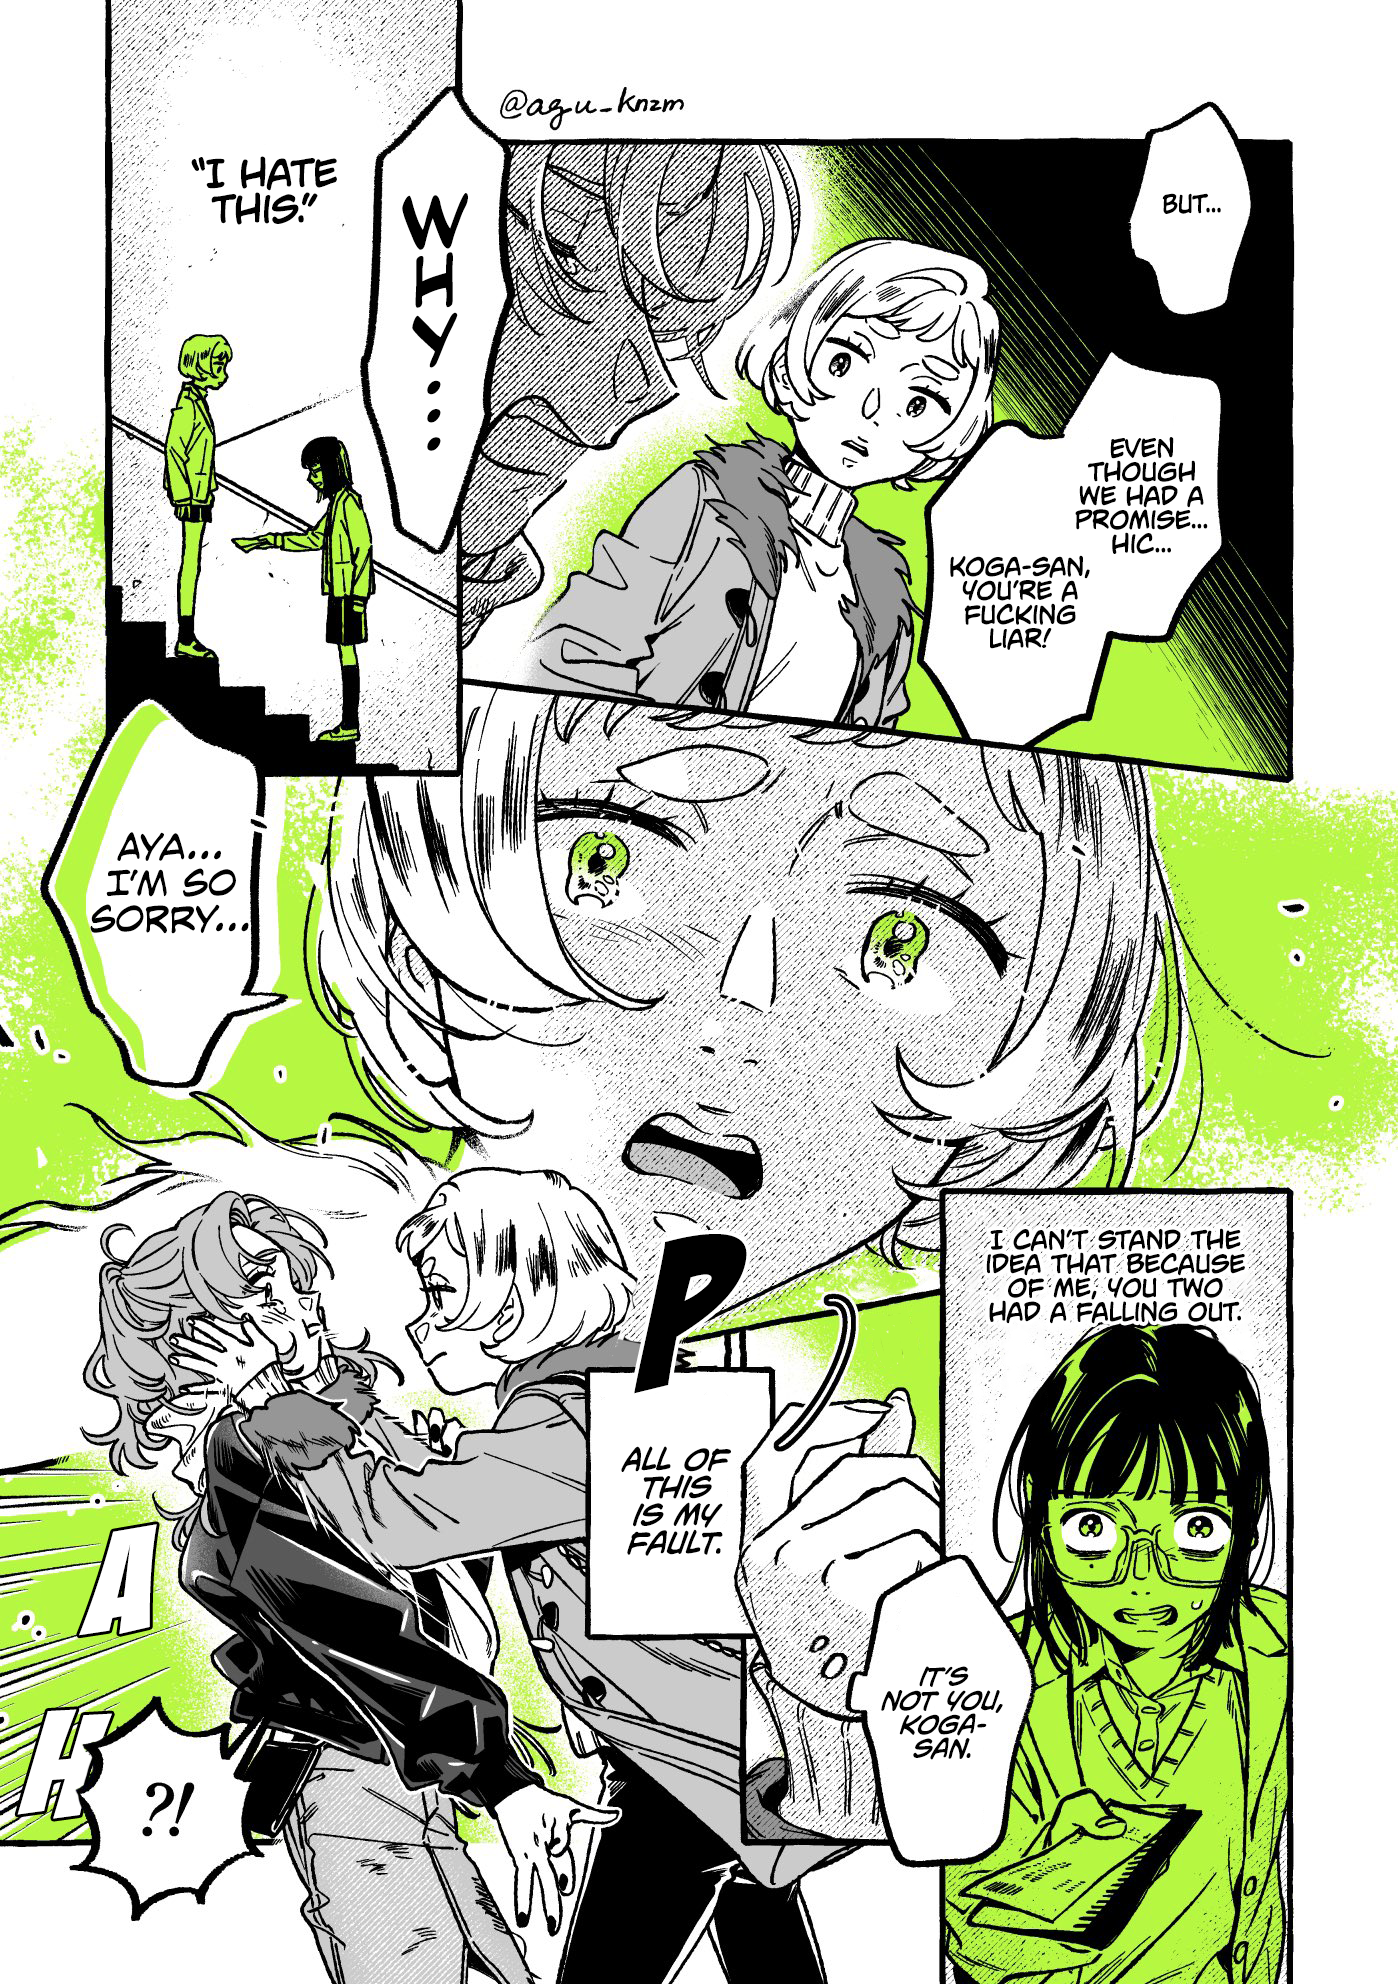 @agu_knzm
BUT...
EVEN
THOUGH
WE HAD A
PROMISE...
HIC...
KOGA-SAN,
YOU'RE A
FUCKING
LIAR!
WHY...
"I HATE
THIS."
AYA...
I'M SO
SORRY...
I CAN'T STAND THE
IDEA THAT BECAUSE
OF ME, YOU TWO
HAD A FALLING OUT.
IT'S
NOT YOU,
KOGA-
SAN.
ALL OF
THIS
IS MY
FAULT.
P
A
H
?!